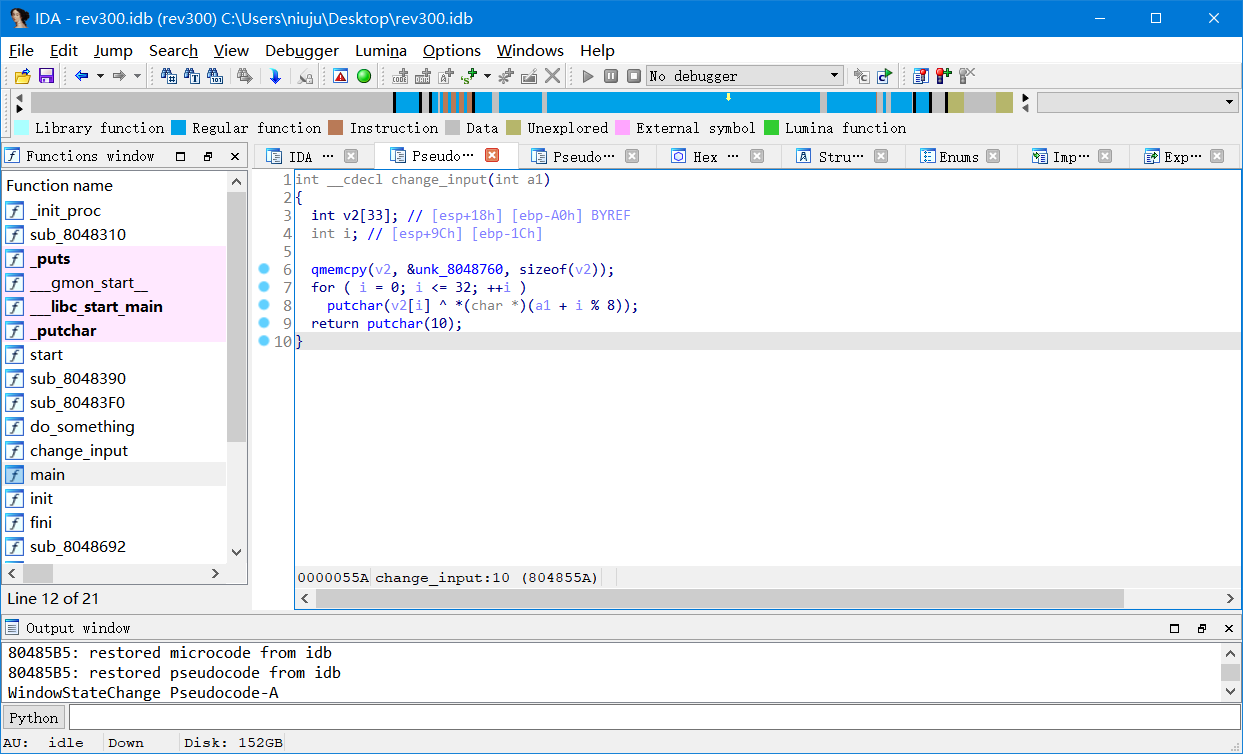 IDA - rev300.idb (rev300) C:\Users\niuju\Desktop\rev300.idb
File Edit Jump Search View Debugger Lumina Options Windows Help
No debugger
Library function Regular function Instruction Data Unexplored External symbol Lumina function
Functions window
IDA ⋯ Pseudo⋯ Pseudo⋯ Hex ⋯ Stru⋯ Enums Imp⋯ Exp⋯
Function name
_init_proc
sub_8048310
_puts
__gmon_start__
__libc_start_main
_putchar
start
sub_8048390
sub_80483F0
do_something
change_input
main
init
fini
sub_8048692
Line 12 of 21
1 int __cdecl change_input(int a1)
2 {
3 int v2[33]; // [esp+18h] [ebp-A0h] BYREF
4 int i; // [esp+9Ch] [ebp-1Ch]
5
6 qmemcpy(v2, &unk_8048760, sizeof(v2));
7 for ( i = 0; i <= 32; ++i )
8 putchar(v2[i] ^ *(char *)(a1 + i % 8));
9 return putchar(10);
10 }
0000055A change_input:10 (804855A)
Output window
80485B5: restored microcode from idb
80485B5: restored pseudocode from idb
WindowStateChange Pseudocode-A
Python
AU: idle Down Disk: 152GB